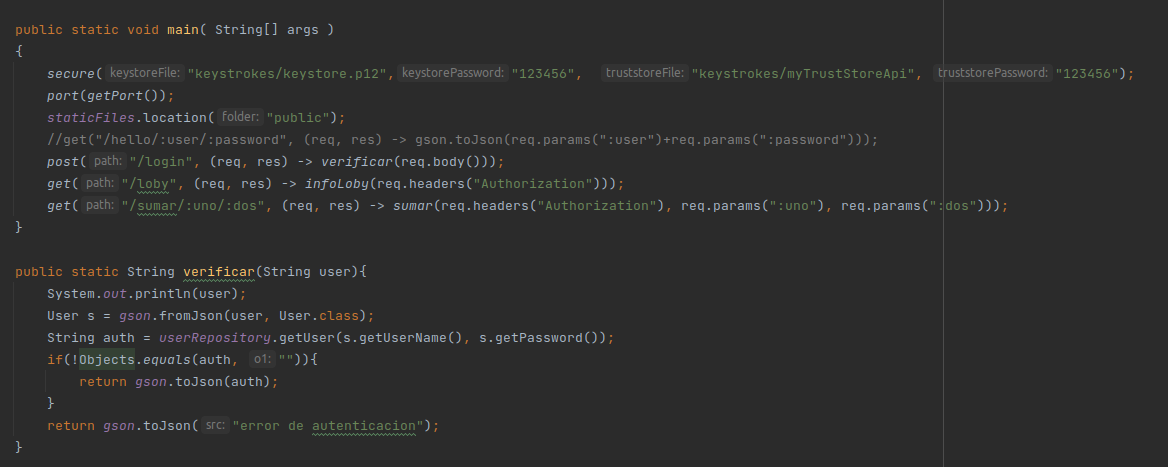 public static void main( String[] args )
{
secure( keystoreFile: "keystrokes/keystore.p12", keystorePassword: "123456", truststoreFile: "keystrokes/myTrustStoreApi", truststorePassword: "123456");
port(getPort());
staticFiles.location( folder: "public");
//get("/hello/:user/:password", (req, res) -> gson.toJson(req.params(":user")+req.params(":password")));
post( path: "/login", (req, res) -> verificar(req.body()));
get( path: "/loby", (req, res) -> infoLoby(req.headers("Authorization")));
get( path: "/sumar/:uno/:dos", (req, res) -> sumar(req.headers("Authorization"), req.params(":uno"), req.params(":dos")));
}
public static String verificar(String user){
System.out.println(user);
User s = gson.fromJson(user, User.class);
String auth = userRepository.getUser(s.getUserName(), s.getPassword());
if(!Objects.equals(auth, o1: "")){
return gson.toJson(auth);
}
return gson.toJson( src: "error de autenticacion");
}